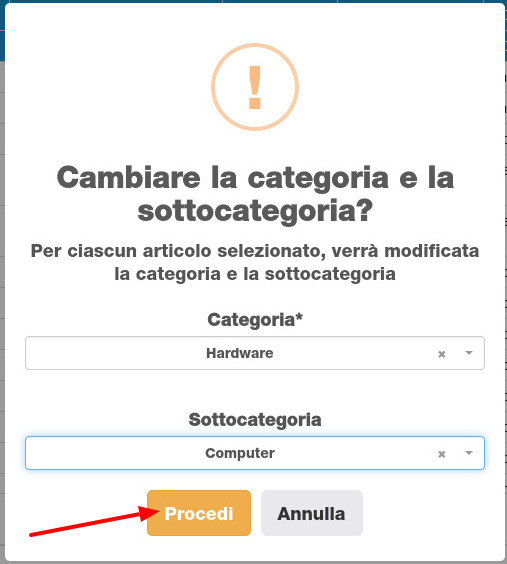 !
Cambiare la categoria e la
sottocategoria?
Per ciascun articolo selezionato, verrà modificata
la categoria e la sottocategoria
Categoria*
Hardware ×
Sottocategoria
Computer ×
Procedi Annulla